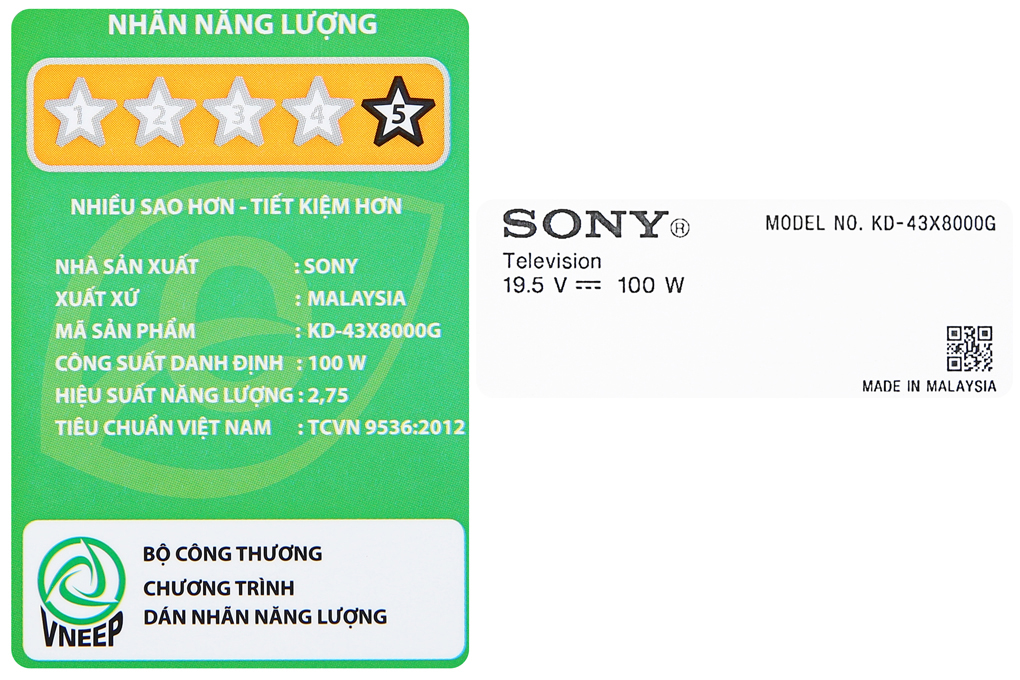 NHÃN NĂNG LƯỢNG
1 2 3 4 5
NHIỀU SAO HƠN - TIẾT KIỆM HƠN
NHÀ SẢN XUẤT : SONY
XUẤT XỨ : MALAYSIA
MÃ SẢN PHẨM : KD-43X8000G
CÔNG SUẤT DANH ĐỊNH : 100 W
HIỆU SUẤT NĂNG LƯỢNG : 2,75
TIÊU CHUẨN VIỆT NAM : TCVN 9536:2012
VNEEP
BỘ CÔNG THƯƠNG
CHƯƠNG TRÌNH
DÁN NHÃN NĂNG LƯỢNG
SONY®
MODEL NO. KD-43X8000G
Television
19.5 V ⎓ 100 W
MADE IN MALAYSIA